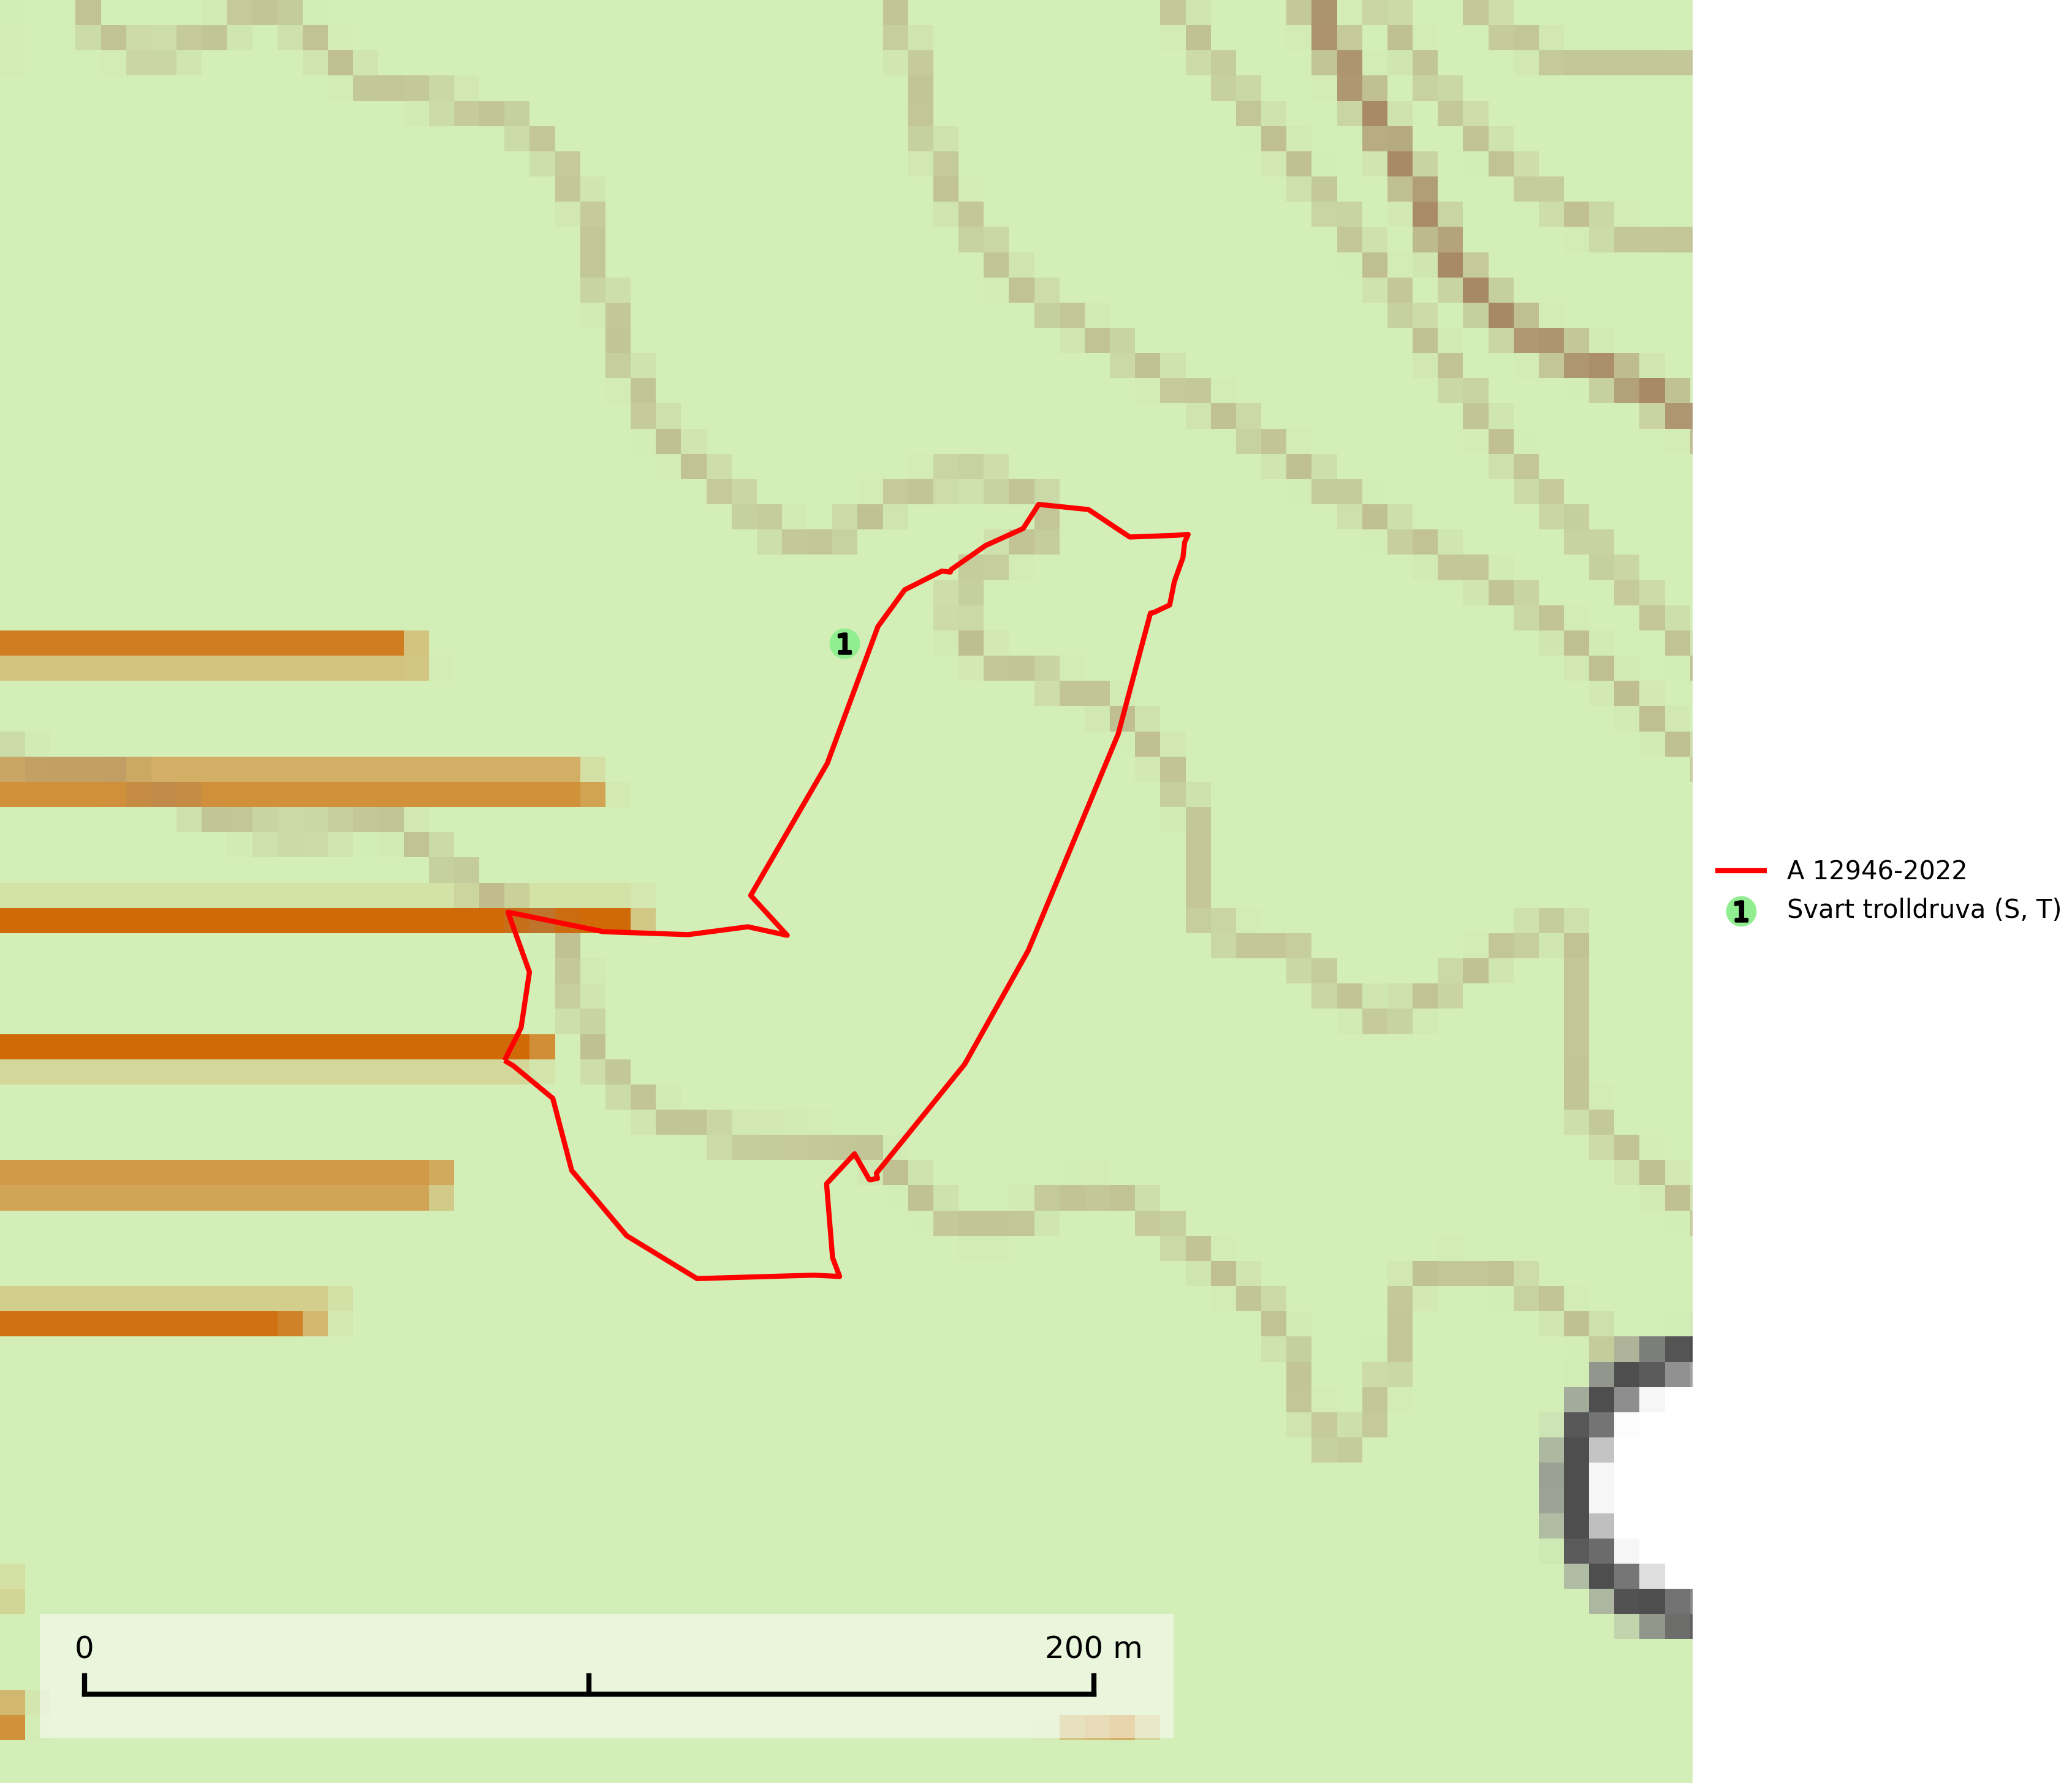 1
A 12946-2022
1 Svart trolldruva (S, T)
0 200 m